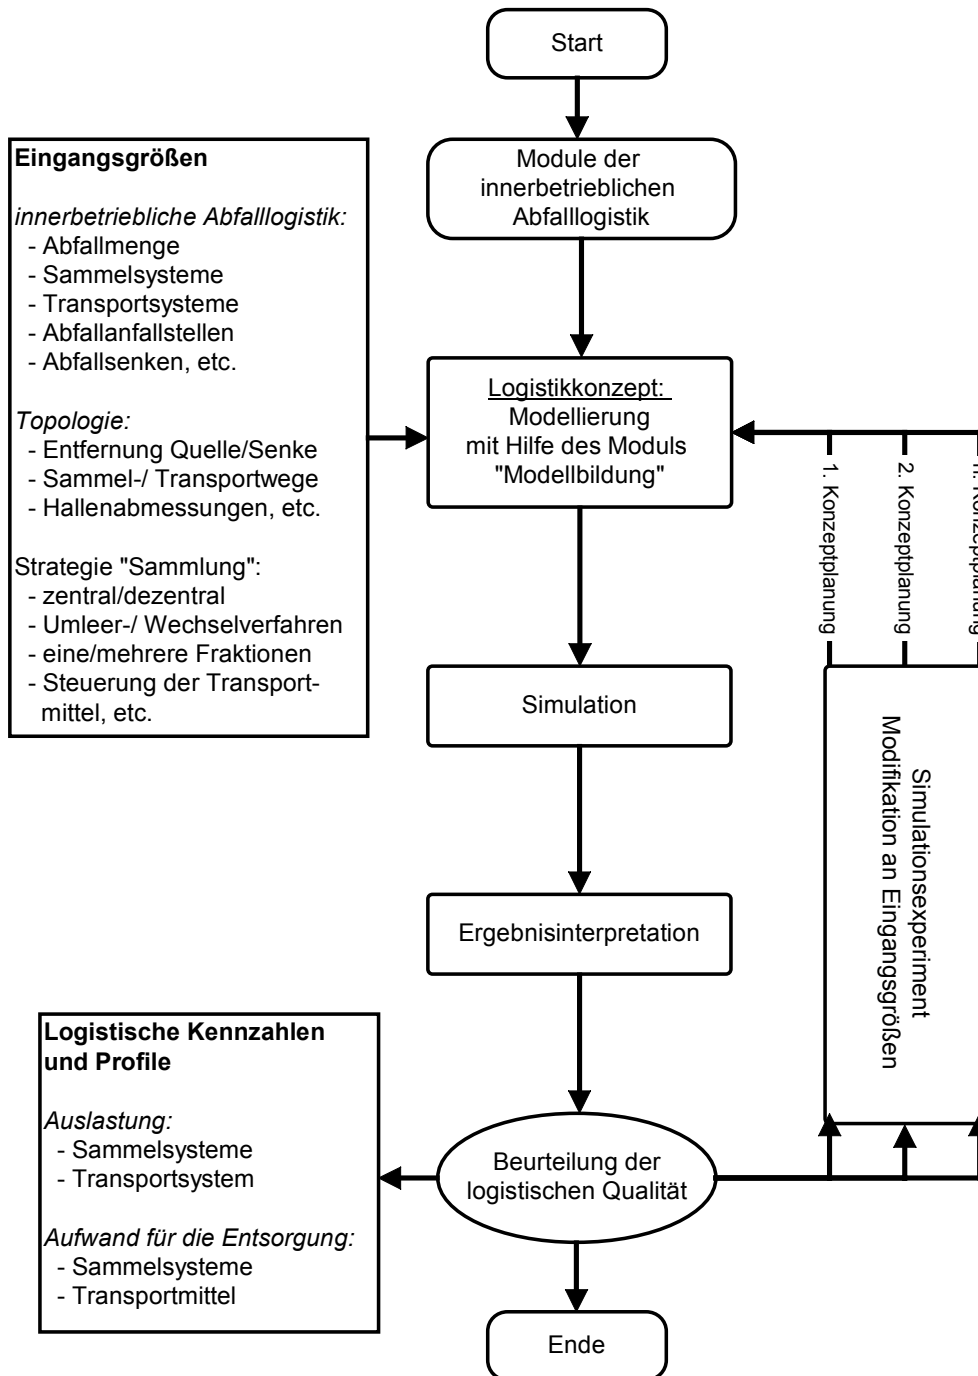 Start
Module der
innerbetrieblichen
Abfalllogistik
Eingangsgrößen
innerbetriebliche Abfalllogistik:
- Abfallmenge
- Sammelsysteme
- Transportsysteme
- Abfallanfallstellen
- Abfallsenken, etc.
Topologie:
- Entfernung Quelle/Senke
- Sammel-/ Transportwege
- Hallenabmessungen, etc.
Strategie "Sammlung":
- zentral/dezentral
- Umleer-/ Wechselverfahren
- eine/mehrere Fraktionen
- Steuerung der Transport-
mittel, etc.
Logistikkonzept:
Modellierung
mit Hilfe des Moduls
"Modellbildung"
1. Konzeptplanung
2. Konzeptplanung
n. Konzeptplanung
Simulation
Simulationsexperiment
Modifikation an Eingangsgrößen
Ergebnisinterpretation
Logistische Kennzahlen
und Profile
Auslastung:
- Sammelsysteme
- Transportsystem
Aufwand für die Entsorgung:
- Sammelsysteme
- Transportmittel
Beurteilung der
logistischen Qualität
Ende